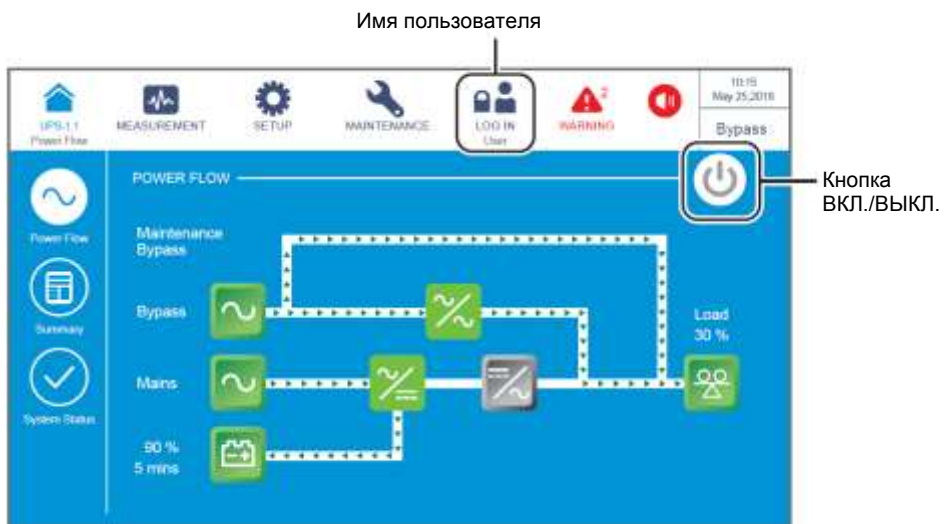 Имя пользователя
10:15
May 25,2018
UPS-1.1
Power Flow
MEASUREMENT
SETUP
MAINTENANCE
LOG IN
User
2
WARNING
Bypass
POWER FLOW
Кнопка
ВКЛ./ВЫКЛ.
Power Flow
Maintenance
Bypass
Summary
Bypass
Load
30 %
Mains
System Status
90 %
5 mins